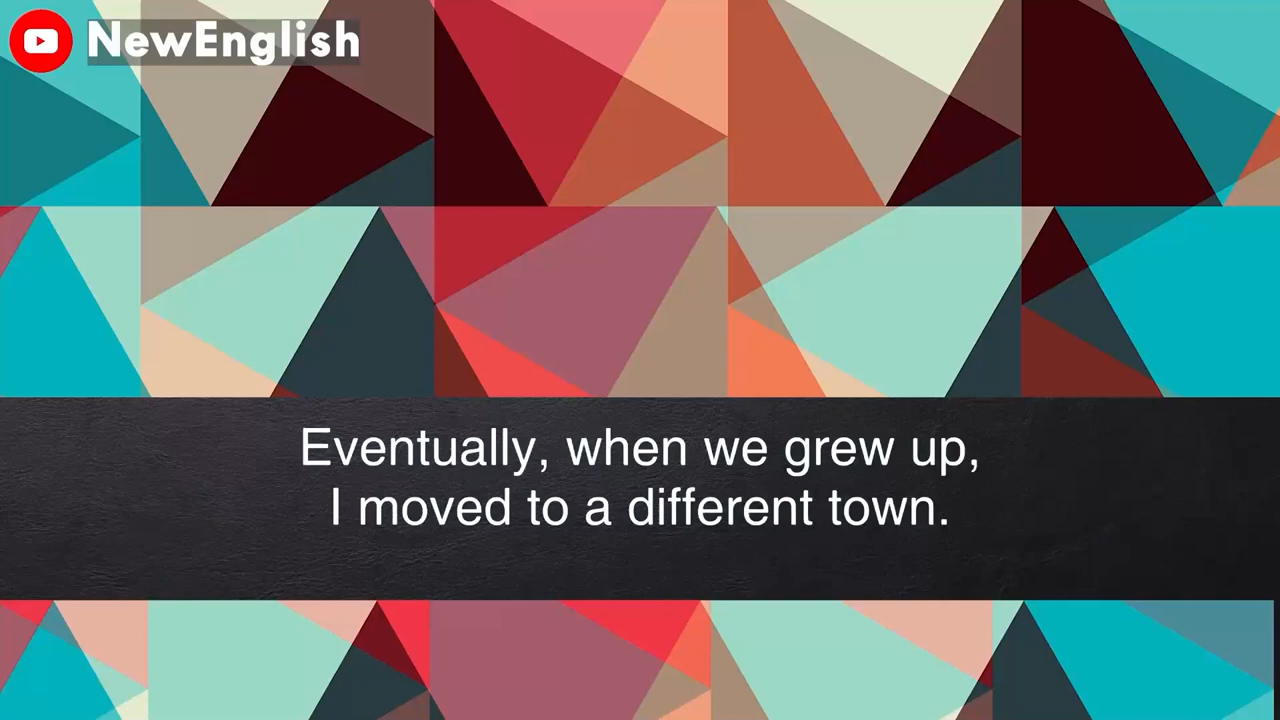 NewEnglish
Eventually, when we grew up,
I moved to a different town.